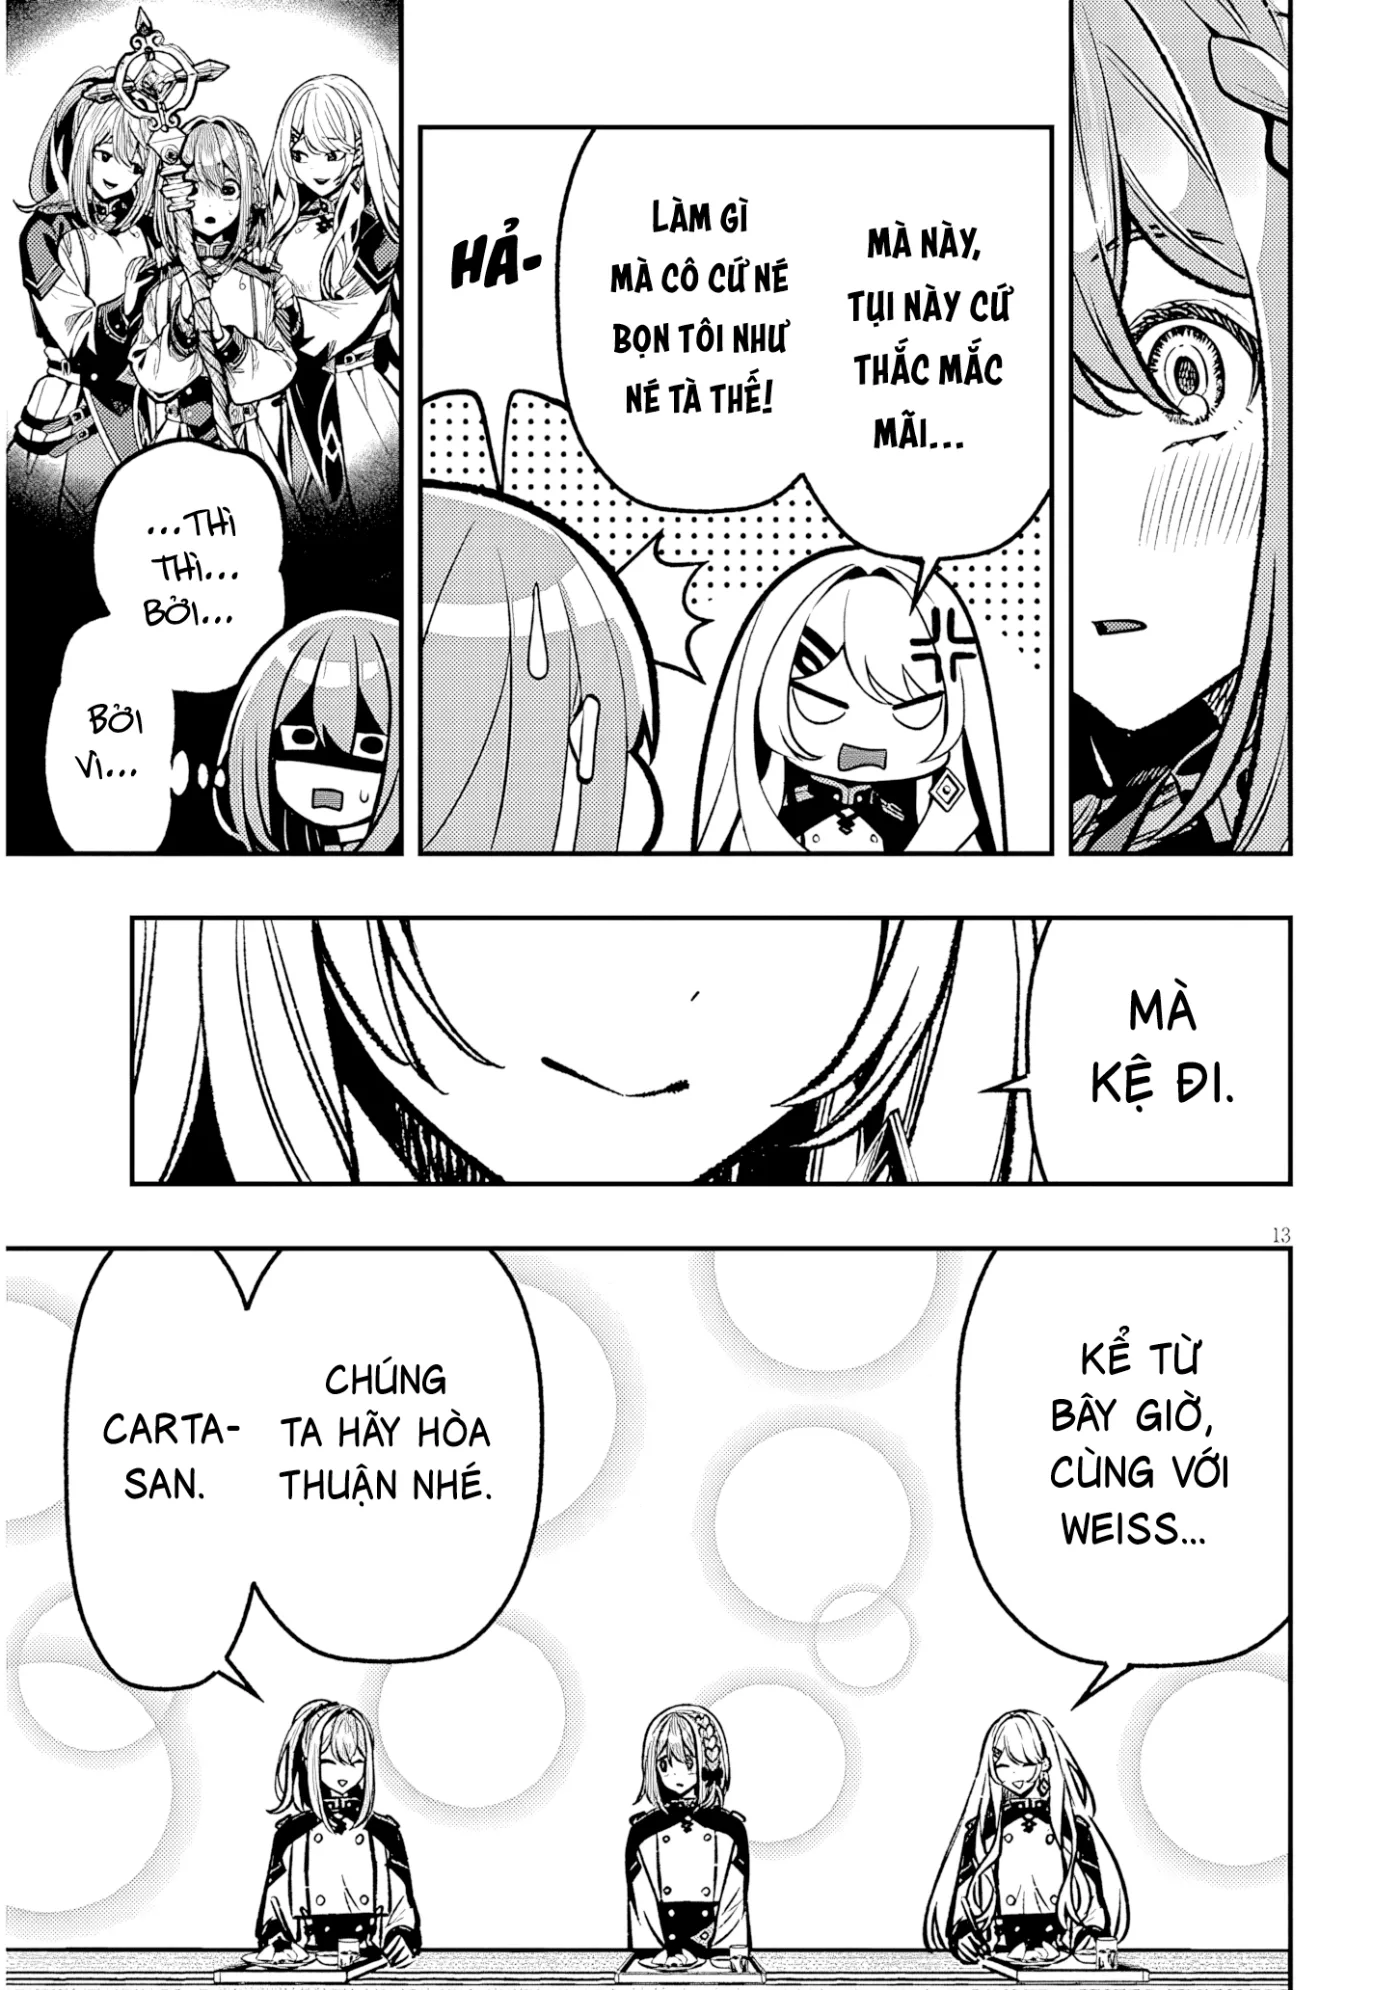 MÀ NÀY,
TỤI NÀY CỨ
THẮC MẮC
MÃI...
LÀM GÌ
MÀ CÔ CỨ NÉ
BỌN TÔI NHƯ
NÉ TÀ THẾ!
HẢ-
...THÌ
THÌ...
BỞI...
BỞI
VÌ...
MÀ
KỆ ĐI.
13
KỂ TỪ
BÂY GIỜ,
CÙNG VỚI
WEISS...
CHÚNG
TA HÃY HÒA
THUẬN NHÉ.
CARTA-
SAN.